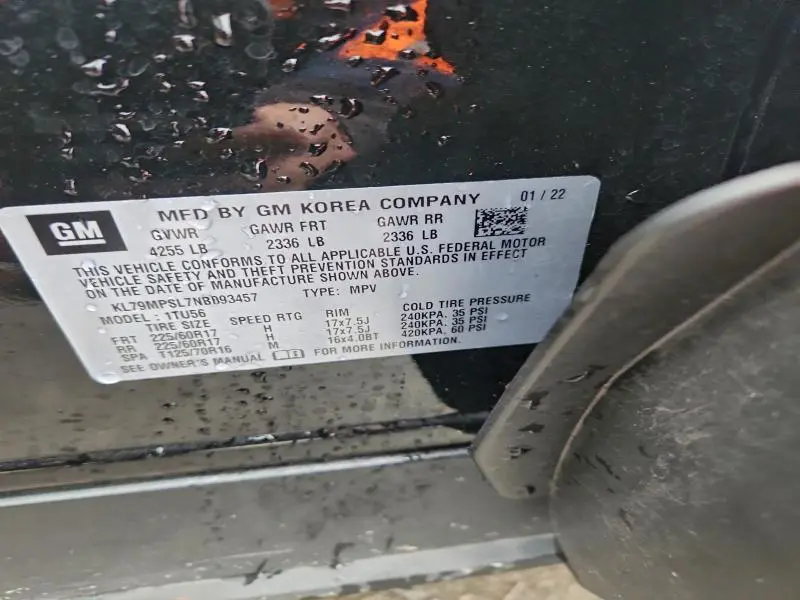 GM
MFD BY GM KOREA COMPANY 01 / 22
GVWR GAWR FRT GAWR RR
4255 LB 2336 LB 2336 LB
THIS VEHICLE CONFORMS TO ALL APPLICABLE U.S. FEDERAL MOTOR
VEHICLE SAFETY AND THEFT PREVENTION STANDARDS IN EFFECT
ON THE DATE OF MANUFACTURE SHOWN ABOVE.
KL79MPSL7NB093457 TYPE: MPV
MODEL: 1TU56
TIRE SIZE SPEED RTG RIM COLD TIRE PRESSURE
FRT 225/60R17 H 17x7.5J 240KPA. 35 PSI
RR 225/60R17 H 17x7.5J 240KPA. 35 PSI
SPA T125/70R16 M 16x4.0BT 420KPA. 60 PSI
SEE OWNER'S MANUAL FOR MORE INFORMATION.